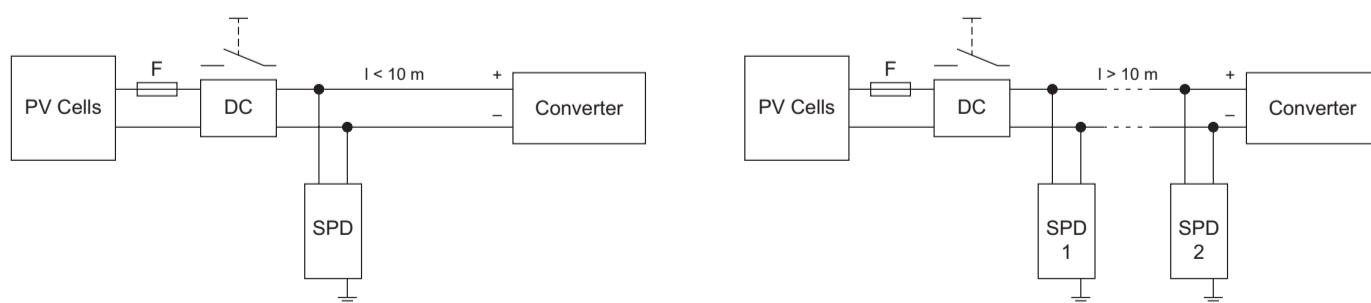 F
l < 10 m
+
PV Cells
DC
–
Converter
SPD
F
l > 10 m
+
PV Cells
DC
–
Converter
SPD
1
SPD
2